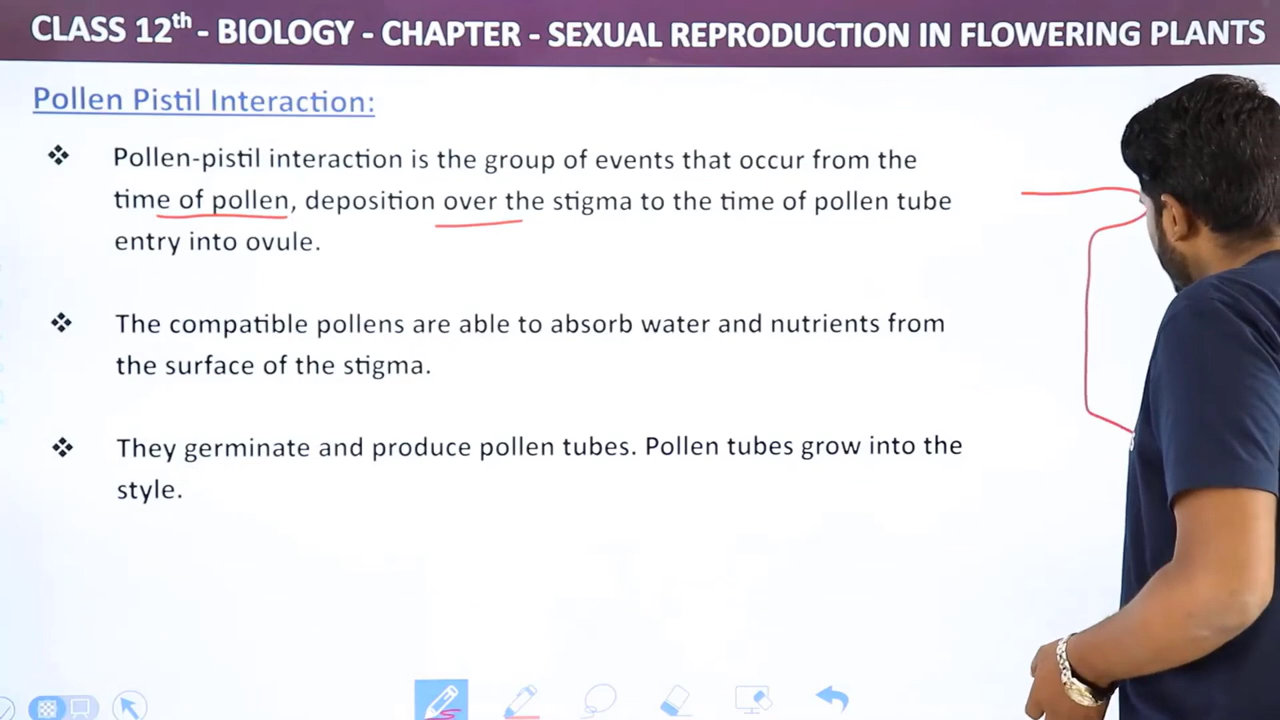 CLASS 12th - BIOLOGY - CHAPTER - SEXUAL REPRODUCTION IN FLOWERING PLANTS
Pollen Pistil Interaction:
❖ Pollen-pistil interaction is the group of events that occur from the
time of pollen, deposition over the stigma to the time of pollen tube
entry into ovule.
❖ The compatible pollens are able to absorb water and nutrients from
the surface of the stigma.
❖ They germinate and produce pollen tubes. Pollen tubes grow into the
style.